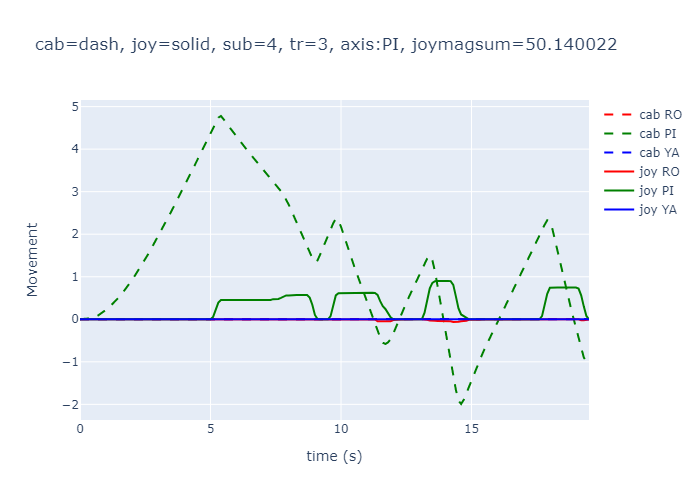 cab=dash, joy=solid, sub=4, tr=3, axis:PI, joymagsum=50.140022
5
4
3
2
1
0
−1
−2
Movement
0
5
10
15
time (s)
cab RO
cab PI
cab YA
joy RO
joy PI
joy YA